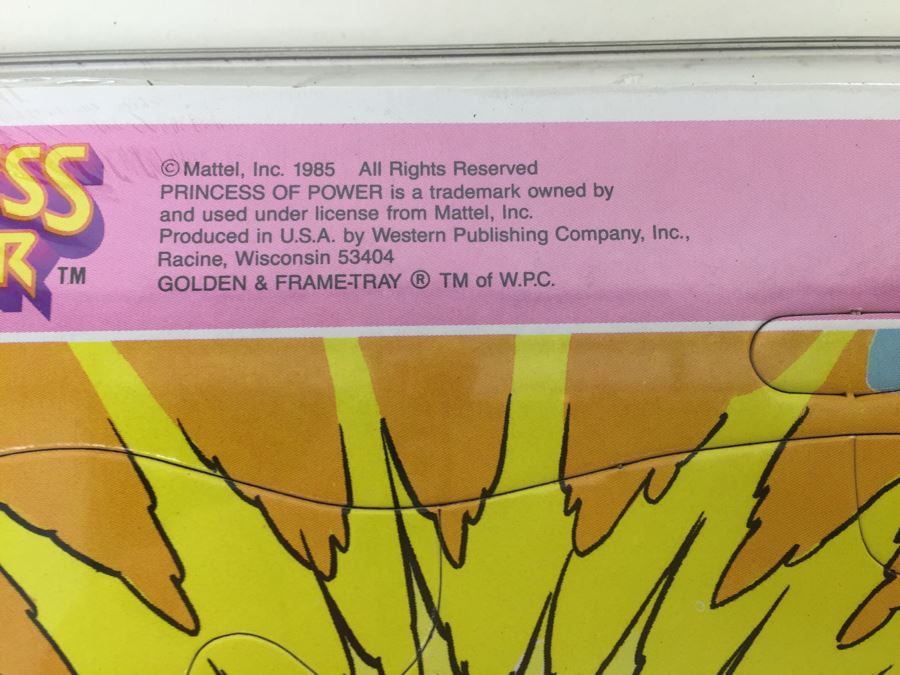 SS
R TM
© Mattel, Inc. 1985 All Rights Reserved
PRINCESS OF POWER is a trademark owned by
and used under license from Mattel, Inc.
Produced in U.S.A. by Western Publishing Company, Inc.,
Racine, Wisconsin 53404
GOLDEN & FRAME-TRAY ® TM of W.P.C.